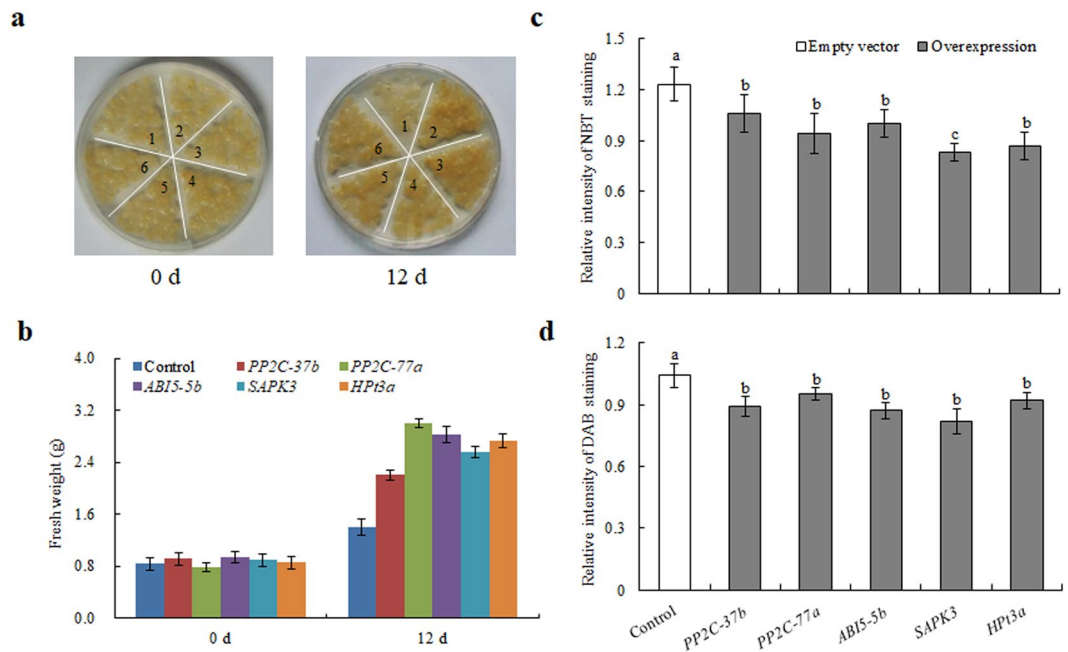 a
1
2
3
4
5
6
0 d
1
2
3
4
5
6
12 d
b
Fresh weight (g)
4.0
3.2
2.4
1.6
0.8
0.0
Control PP2C-37b PP2C-77a
ABI5-5b SAPK3 HPt3a
0 d 12 d
c
Relative intensity of NBT staining
1.5
1.2
0.9
0.6
0.3
0
Empty vector Overexpression
a b b b c b
d
Relative intensity of DAB staining
1.2
0.9
0.6
0.3
0
a b b b b b
Control PP2C-37b PP2C-77a ABI5-5b SAPK3 HPt3a